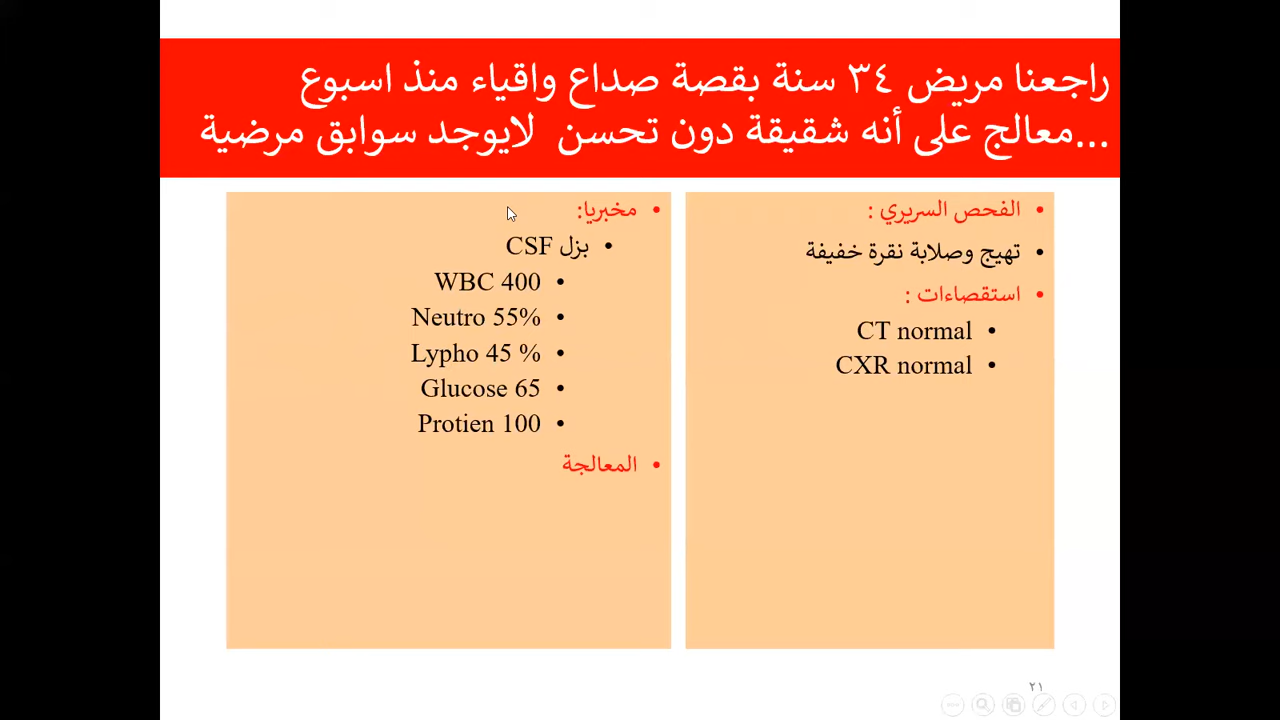 راجعنا مريض ٣٤ سنة بقصة صداع واقياء منذ اسبوع
...معالج على أنه شقيقة دون تحسن لايوجد سوابق مرضية
• الفحص السريري :
• تهيج وصلابة نقرة خفيفة
• استقصاءات :
• CT normal
• CXR normal
• مخبريا:
• بزل CSF
• WBC 400
• Neutro 55%
• Lypho 45 %
• Glucose 65
• Protien 100
• المعالجة
٢١